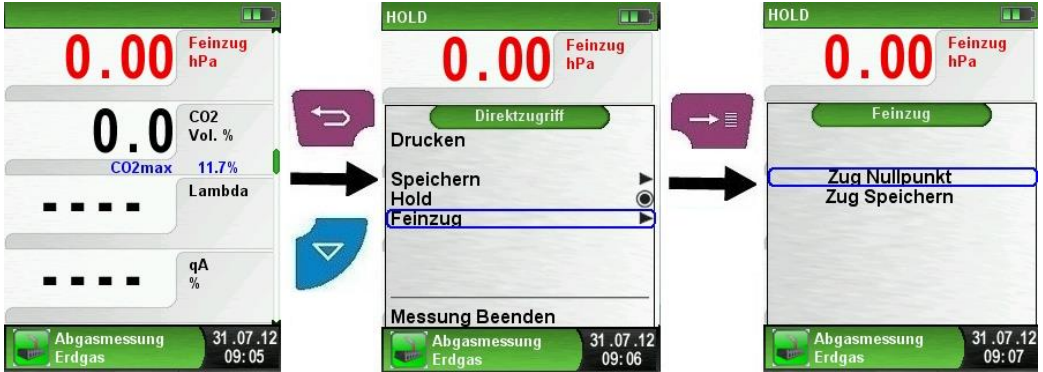 0.00 Feinzug
hPa
0.0 CO2
Vol. %
CO2max 11.7%
---- Lambda
---- qA
%
Abgasmessung 31.07.12
Erdgas 09:05
HOLD
0.00 Feinzug
hPa
Direktzugriff
Drucken
Speichern
Hold
Feinzug
Messung Beenden
Abgasmessung 31.07.12
Erdgas 09:06
HOLD
0.00 Feinzug
hPa
Feinzug
Zug Nullpunkt
Zug Speichern
Abgasmessung 31.07.12
Erdgas 09:07